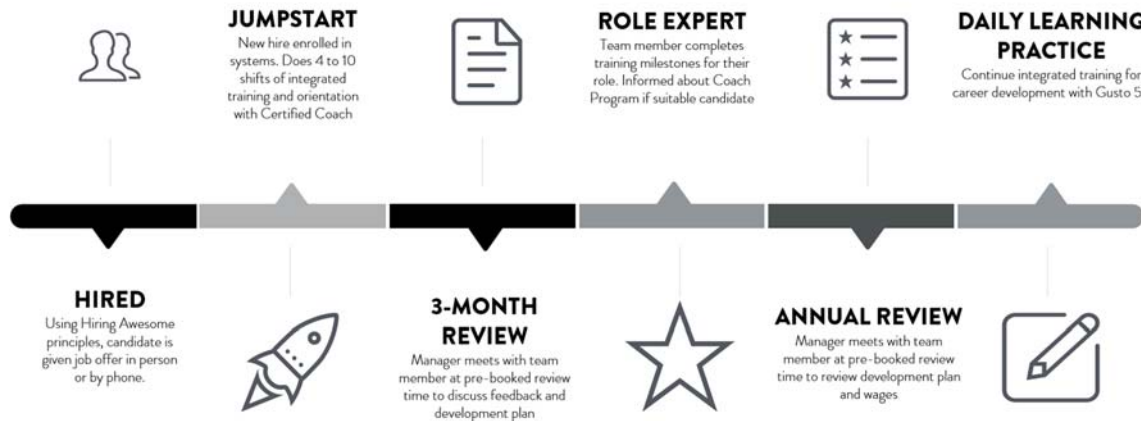 JUMPSTART
New hire enrolled in
systems. Does 4 to 10
shifts of integrated
training and orientation
with Certified Coach
ROLE EXPERT
Team member completes
training milestones for their
role. Informed about Coach
Program if suitable candidate
DAILY LEARNING
PRACTICE
Continue integrated training for
career development with Gusto 54
HIRED
Using Hiring Awesome
principles, candidate is
given job offer in person
or by phone.
3-MONTH
REVIEW
Manager meets with team
member at pre-booked review
time to discuss feedback and
development plan
ANNUAL REVIEW
Manager meets with team
member at pre-booked review
time to review development plan
and wages